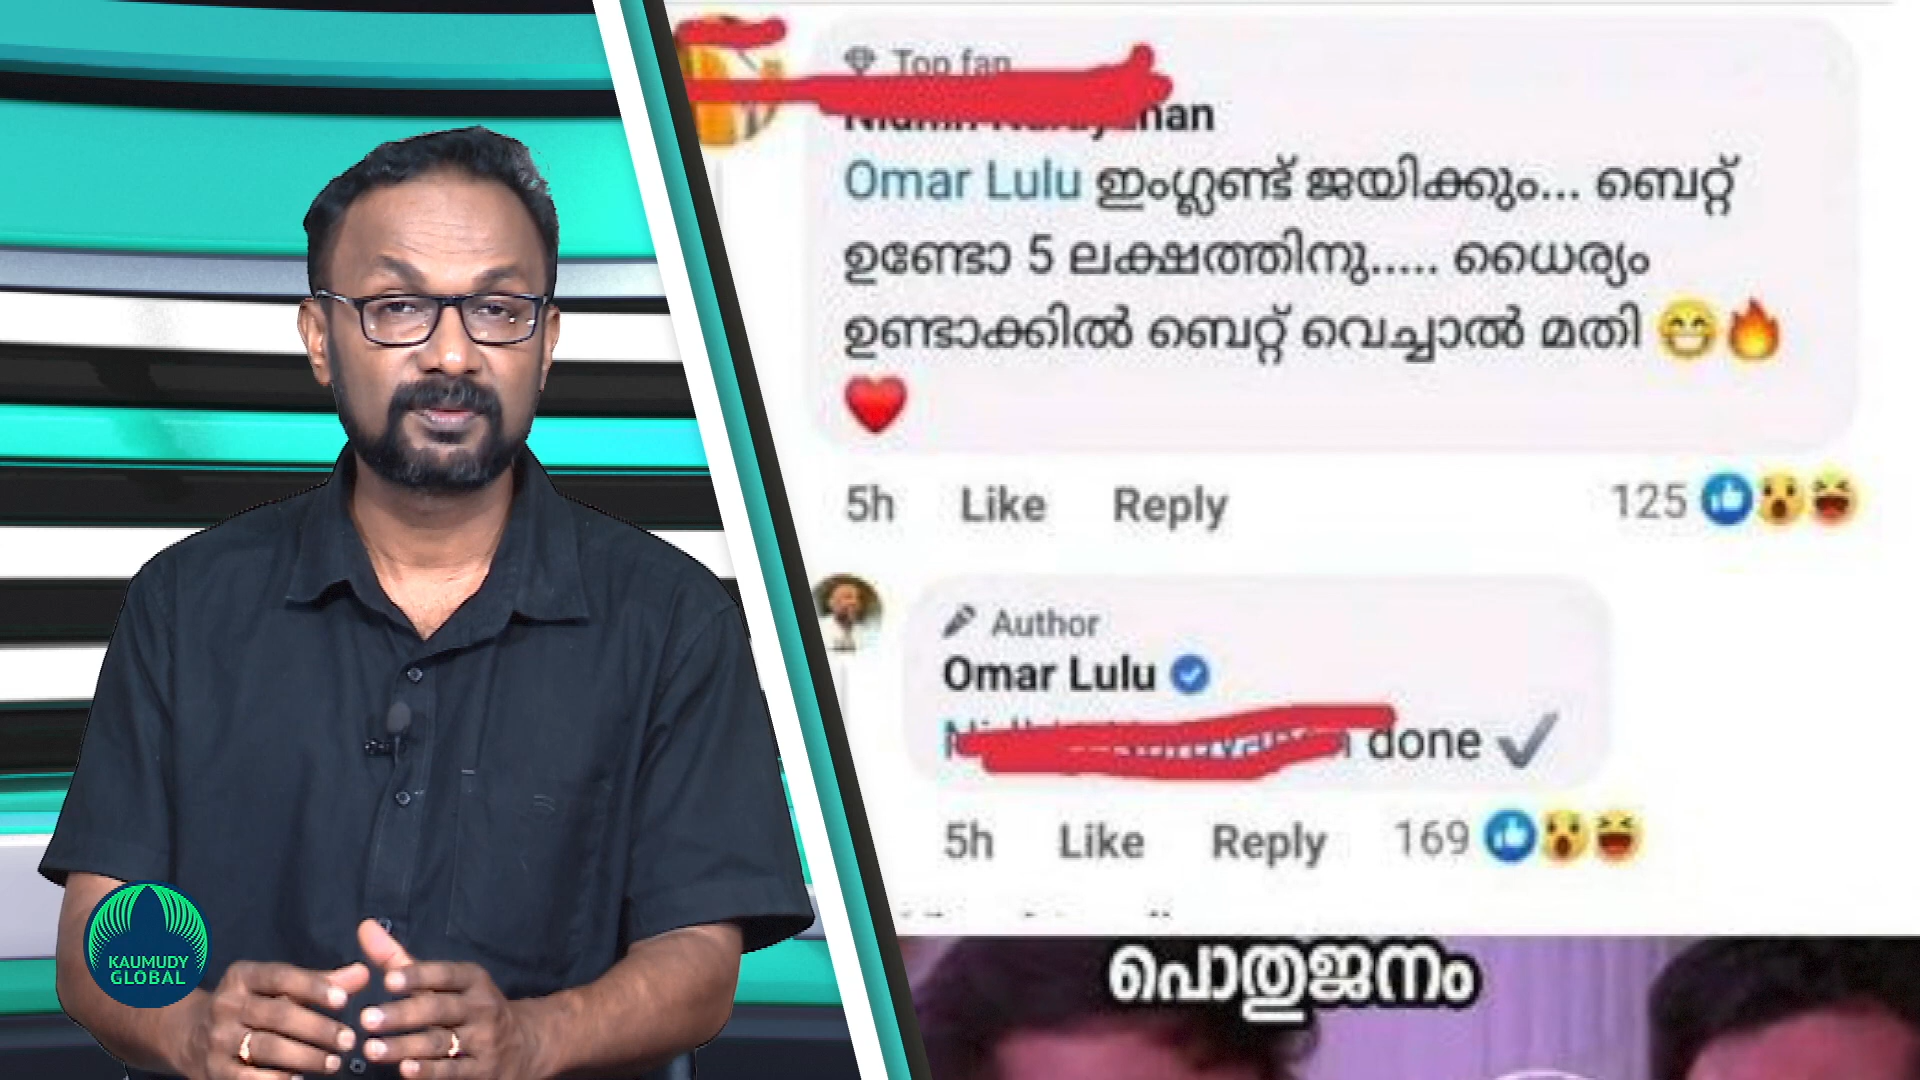 Top fan
Omar Lulu ഇംഗ്ലണ്ട് ജയിക്കും... ബെറ്റ്
ഉണ്ടോ 5 ലക്ഷത്തിനു..... ധൈര്യം
ഉണ്ടാക്കിൽ ബെറ്റ് വെച്ചാൽ മതി 😁🔥
❤️
5h Like Reply 125
Author
Omar Lulu
done ✔️
5h Like Reply 169
പൊതുജനം
KAUMUDY
GLOBAL